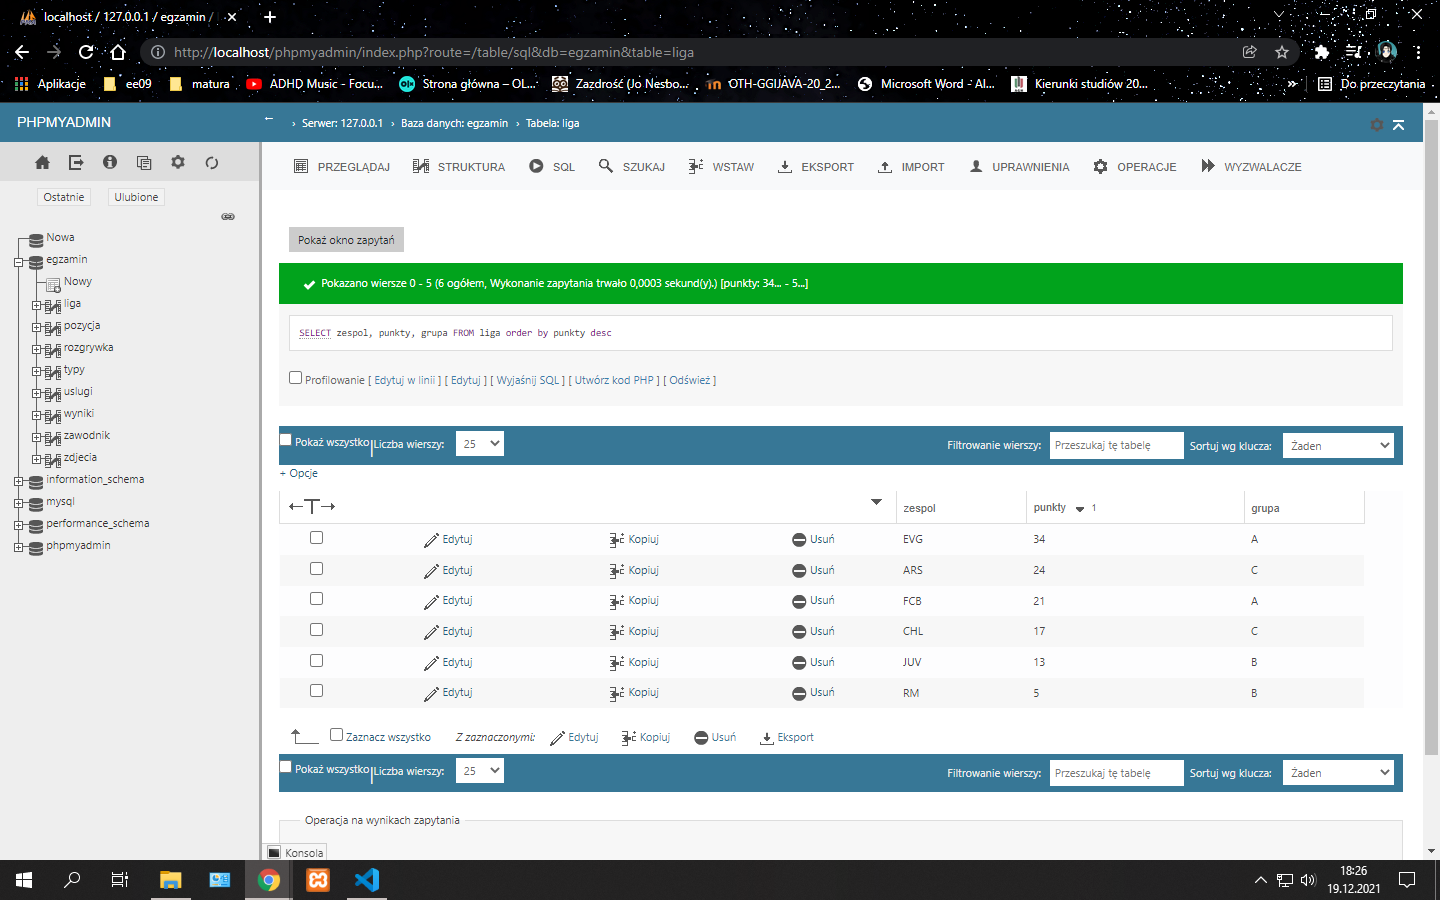 localhost / 127.0.0.1 / egzamin /
http://localhost/phpmyadmin/index.php?route=/table/sql&db=egzamin&table=liga
Aplikacje ee09 matura ADHD Music - Focu... Strona główna – OL... Zazdrość (Jo Nesbo... OTH-GGIJAVA-20_2... Microsoft Word - Al... Kierunki studiów 20... » Do przeczytania
PHPMYADMIN
← › Serwer: 127.0.0.1 › Baza danych: egzamin › Tabela: liga
PRZEGLĄDAJ STRUKTURA SQL SZUKAJ WSTAW EKSPORT IMPORT UPRAWNIENIA OPERACJE WYZWALACZE
Ostatnie Ulubione
Nowa
egzamin
Nowy
liga
pozycja
rozgrywka
typy
uslugi
wyniki
zawodnik
zdjecia
information_schema
mysql
performance_schema
phpmyadmin
Pokaż okno zapytań
Pokazano wiersze 0 - 5 (6 ogółem, Wykonanie zapytania trwało 0,0003 sekund(y).) [punkty: 34... - 5...]
SELECT zespol, punkty, grupa FROM liga order by punkty desc
Profilowanie [ Edytuj w linii ] [ Edytuj ] [ Wyjaśnij SQL ] [ Utwórz kod PHP ] [ Odśwież ]
Pokaż wszystko | Liczba wierszy: 25 Filtrowanie wierszy: Przeszukaj tę tabelę Sortuj wg klucza: Żaden
+ Opcje
←T→ zespol punkty 1 grupa
Edytuj Kopiuj Usuń EVG 34 A
Edytuj Kopiuj Usuń ARS 24 C
Edytuj Kopiuj Usuń FCB 21 A
Edytuj Kopiuj Usuń CHL 17 C
Edytuj Kopiuj Usuń JUV 13 B
Edytuj Kopiuj Usuń RM 5 B
Zaznacz wszystko Z zaznaczonymi: Edytuj Kopiuj Usuń Eksport
Pokaż wszystko | Liczba wierszy: 25 Filtrowanie wierszy: Przeszukaj tę tabelę Sortuj wg klucza: Żaden
Operacja na wynikach zapytania
Konsola
18:26
19.12.2021